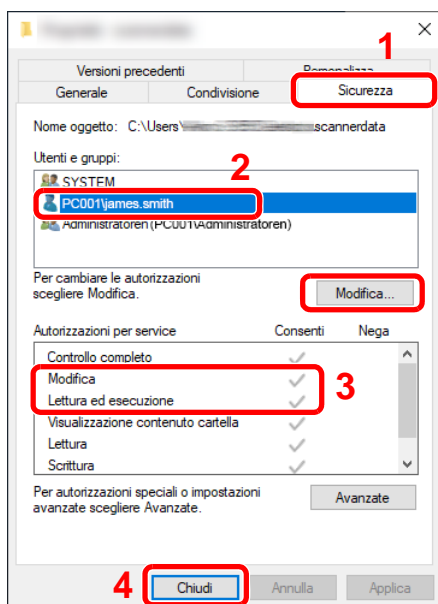 1
Versioni precedenti
Personalizza
Generale
Condivisione
Sicurezza
Nome oggetto: C:\Users\ scannerdata
Utenti e gruppi:
2
SYSTEM
PC001\james.smith
Administratoren (PC001\Administratoren)
Per cambiare le autorizzazioni
scegliere Modifica.
Modifica...
Autorizzazioni per service
Consenti
Nega
Controllo completo
Modifica
Lettura ed esecuzione
3
Visualizzazione contenuto cartella
Lettura
Scrittura
Per autorizzazioni speciali o impostazioni
avanzate scegliere Avanzate.
Avanzate
4
Chiudi
Annulla
Applica